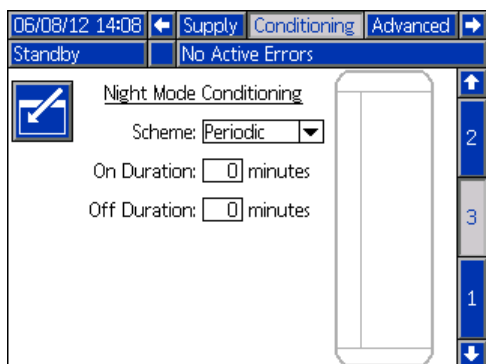 06/08/12 14:08 Supply Conditioning Advanced
Standby No Active Errors
Night Mode Conditioning
Scheme: Periodic
2
On Duration: 0 minutes
Off Duration: 0 minutes
3
1